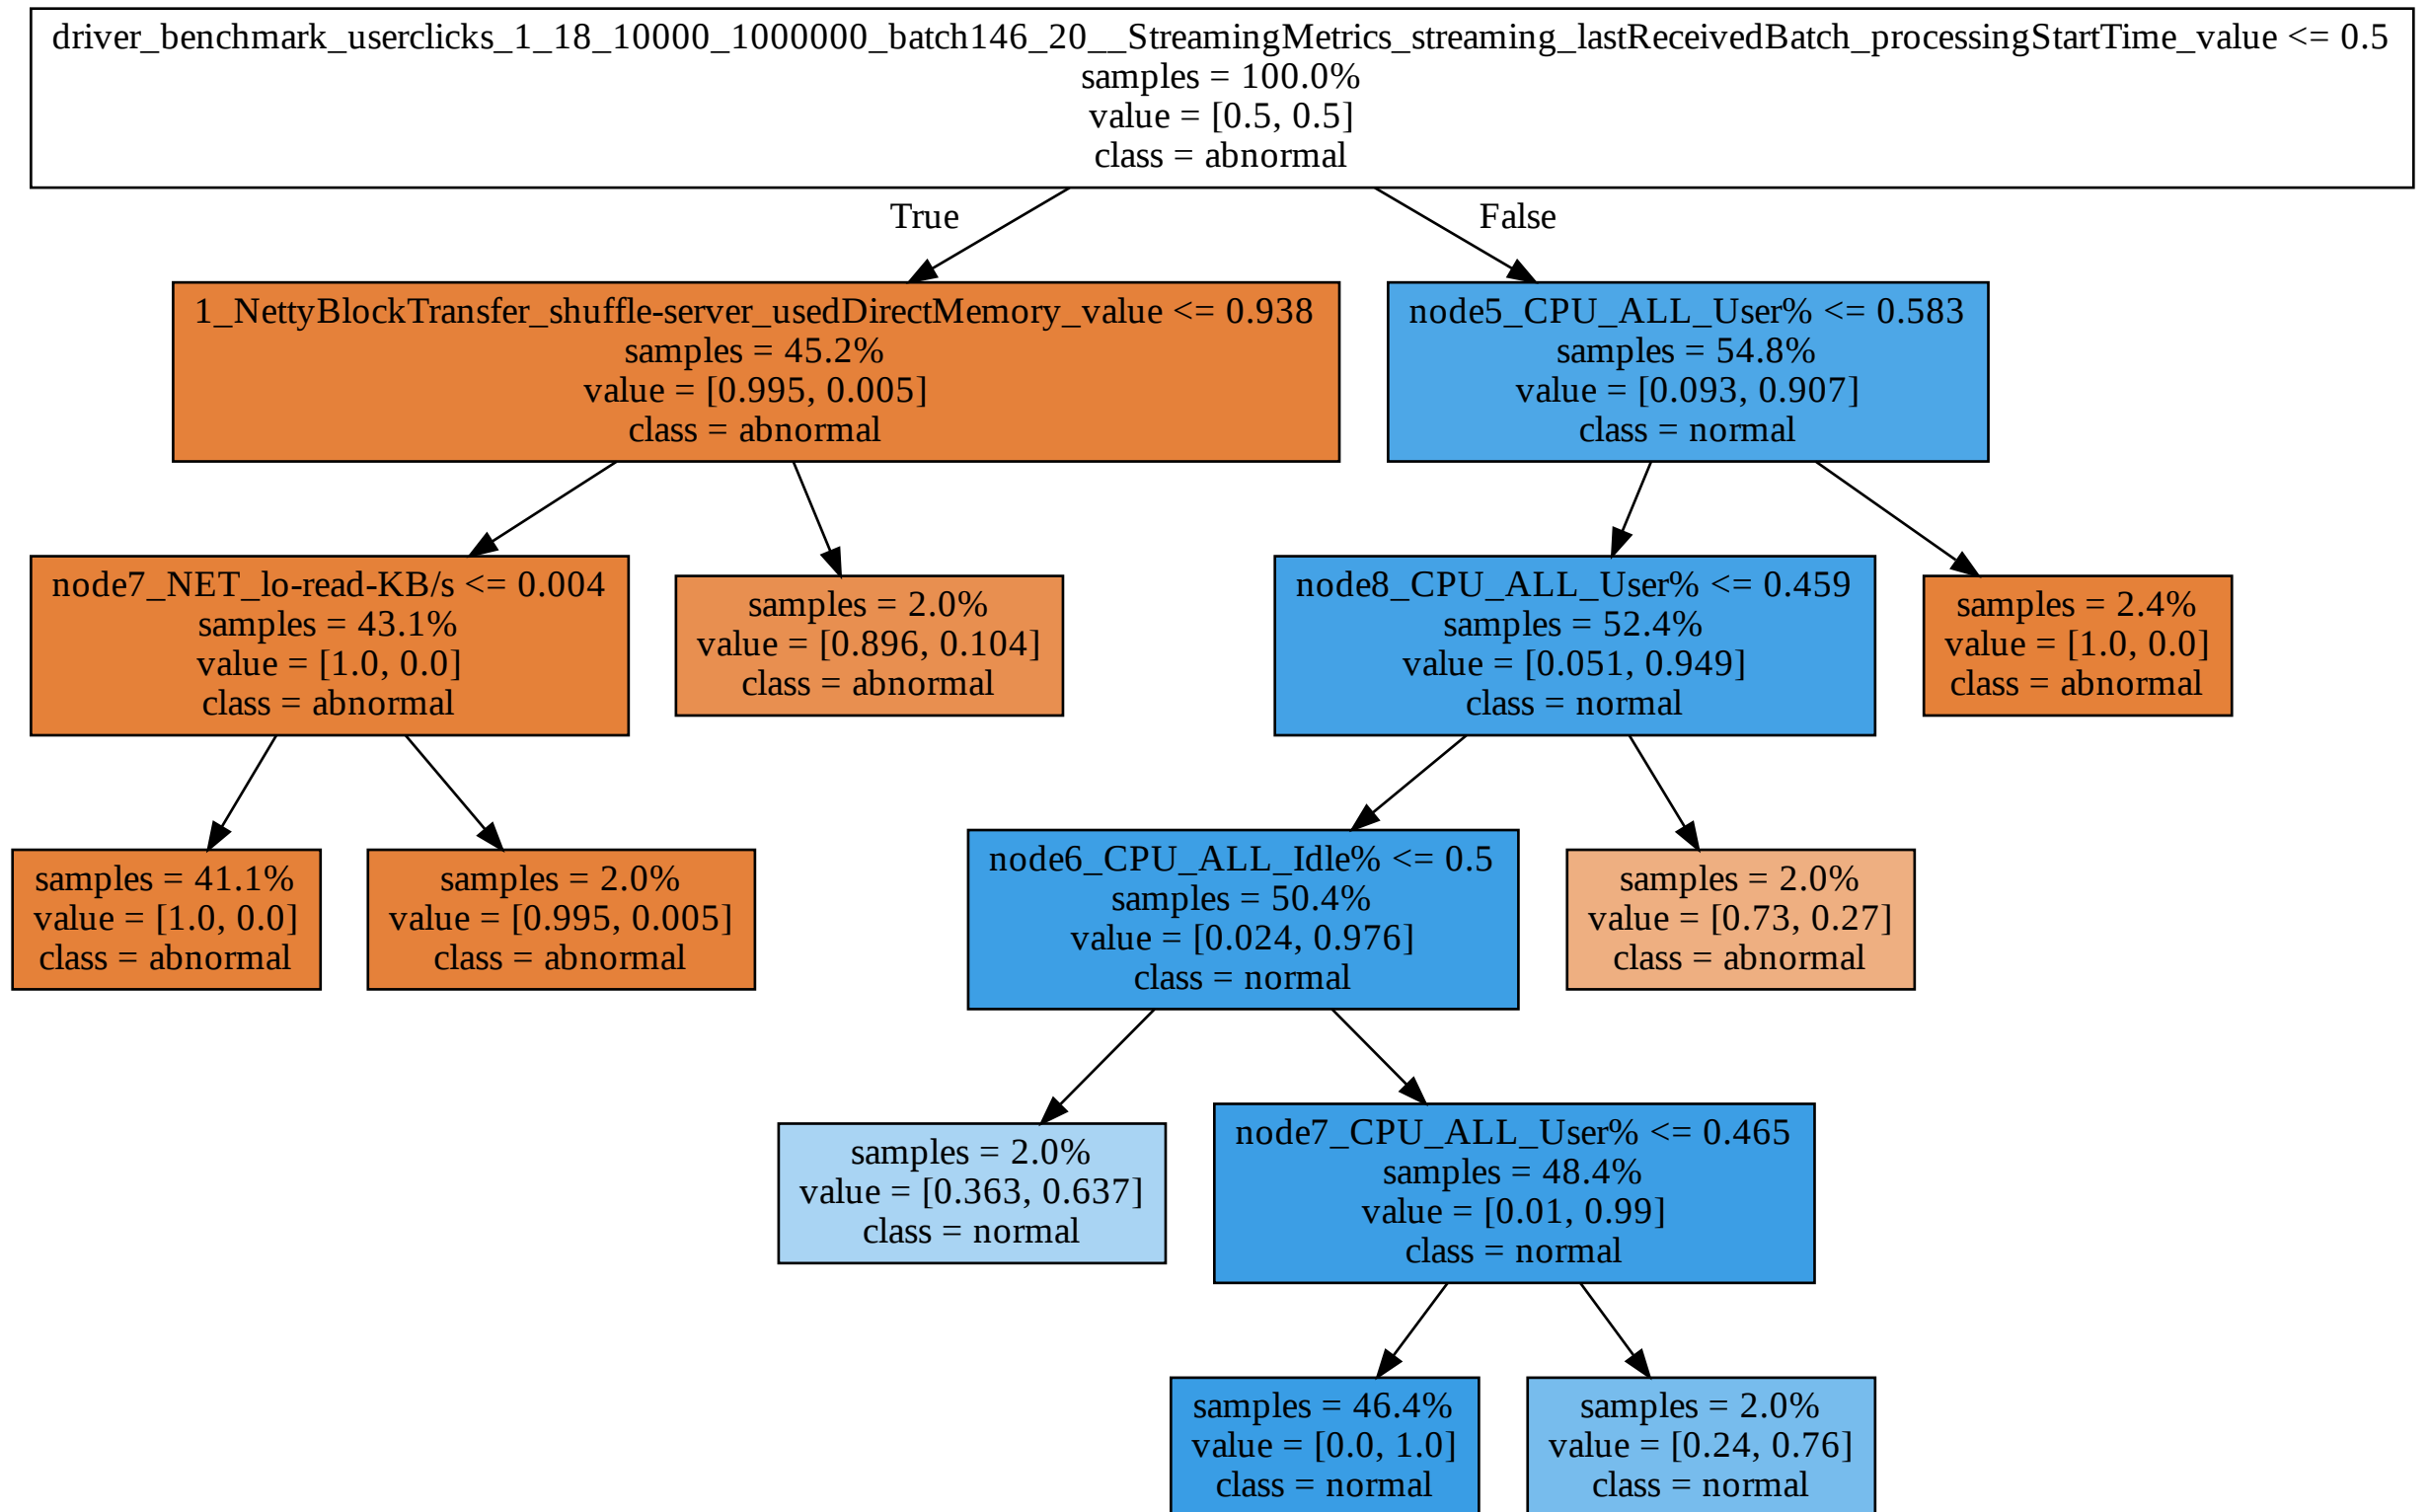 driver_benchmark_userclicks_1_18_10000_1000000_batch146_20__StreamingMetrics_streaming_lastReceivedBatch_processingStartTime_value <= 0.5
samples = 100.0%
value = [0.5, 0.5]
class = abnormal
True
False
1_NettyBlockTransfer_shuffle-server_usedDirectMemory_value <= 0.938
samples = 45.2%
value = [0.995, 0.005]
class = abnormal
node5_CPU_ALL_User% <= 0.583
samples = 54.8%
value = [0.093, 0.907]
class = normal
node7_NET_lo-read-KB/s <= 0.004
samples = 43.1%
value = [1.0, 0.0]
class = abnormal
samples = 2.0%
value = [0.896, 0.104]
class = abnormal
node8_CPU_ALL_User% <= 0.459
samples = 52.4%
value = [0.051, 0.949]
class = normal
samples = 2.4%
value = [1.0, 0.0]
class = abnormal
samples = 41.1%
value = [1.0, 0.0]
class = abnormal
samples = 2.0%
value = [0.995, 0.005]
class = abnormal
node6_CPU_ALL_Idle% <= 0.5
samples = 50.4%
value = [0.024, 0.976]
class = normal
samples = 2.0%
value = [0.73, 0.27]
class = abnormal
samples = 2.0%
value = [0.363, 0.637]
class = normal
node7_CPU_ALL_User% <= 0.465
samples = 48.4%
value = [0.01, 0.99]
class = normal
samples = 46.4%
value = [0.0, 1.0]
class = normal
samples = 2.0%
value = [0.24, 0.76]
class = normal